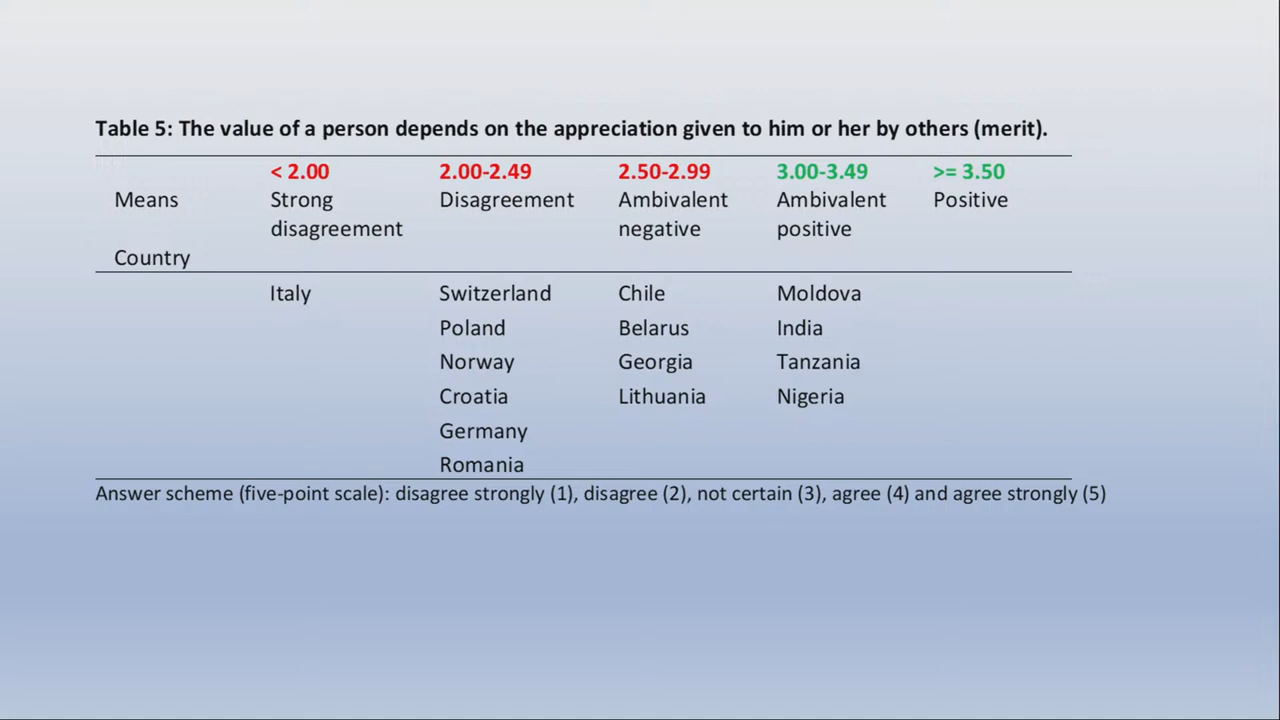 Table 5: The value of a person depends on the appreciation given to him or her by others (merit).
< 2.00 2.00-2.49 2.50-2.99 3.00-3.49 >= 3.50
Means Strong Disagreement Ambivalent Ambivalent Positive
disagreement negative positive
Country
Italy Switzerland Chile Moldova
Poland Belarus India
Norway Georgia Tanzania
Croatia Lithuania Nigeria
Germany
Romania
Answer scheme (five-point scale): disagree strongly (1), disagree (2), not certain (3), agree (4) and agree strongly (5)